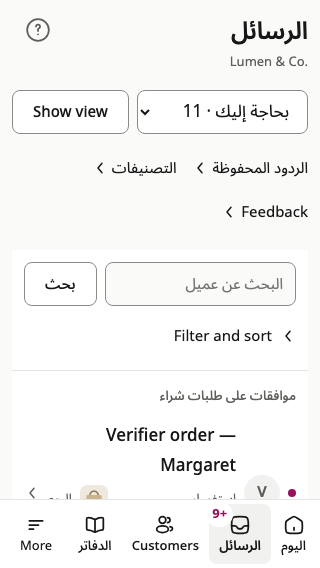 الرسائل
Lumen & Co.
بحاجة إليك · 11
Show view
الردود المحفوظة
التصنيفات
Feedback
البحث عن عميل
بحث
Filter and sort
موافقات على طلبات شراء
Verifier order —
Margaret
V
9+
اليوم
الرسائل
Customers
الدفاتر
More